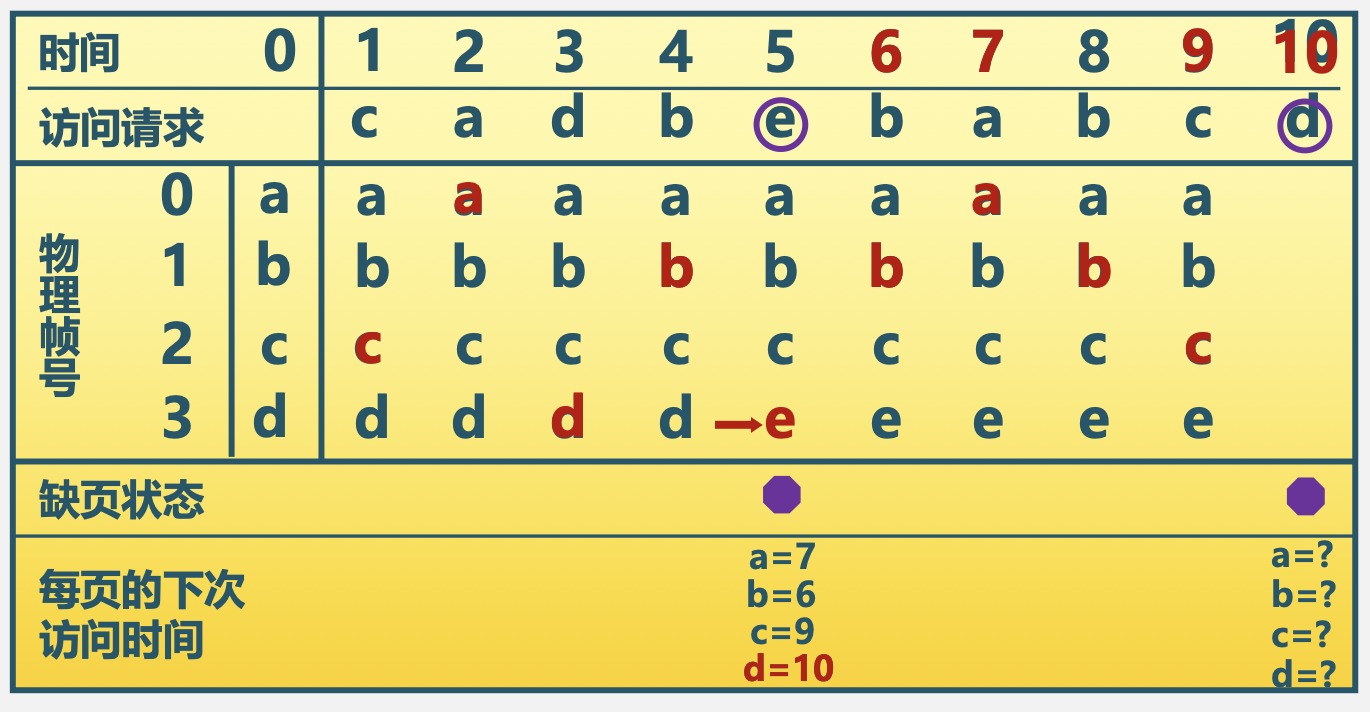 时间 0 1 2 3 4 5 6 7 8 9 10
访问请求 c a d b e b a b c d
物理帧号
0 a a a a a a a a a a
1 b b b b b b b b b b
2 c c c c c c c c c c
3 d d d d d e e e e e
缺页状态
每页的下次
访问时间
a=7
b=6
c=9
d=10
a=?
b=?
c=?
d=?